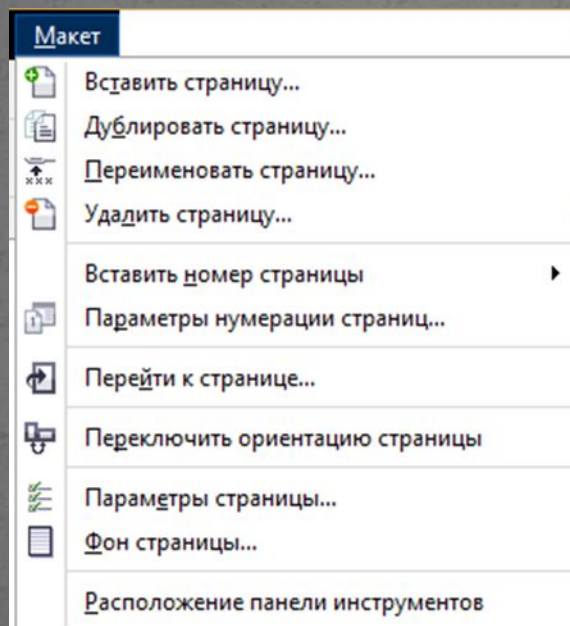 Макет
Вставить страницу...
Дублировать страницу...
Переименовать страницу...
Удалить страницу...
Вставить номер страницы
Параметры нумерации страниц...
Перейти к странице...
Переключить ориентацию страницы
Параметры страницы...
Фон страницы...
Расположение панели инструментов